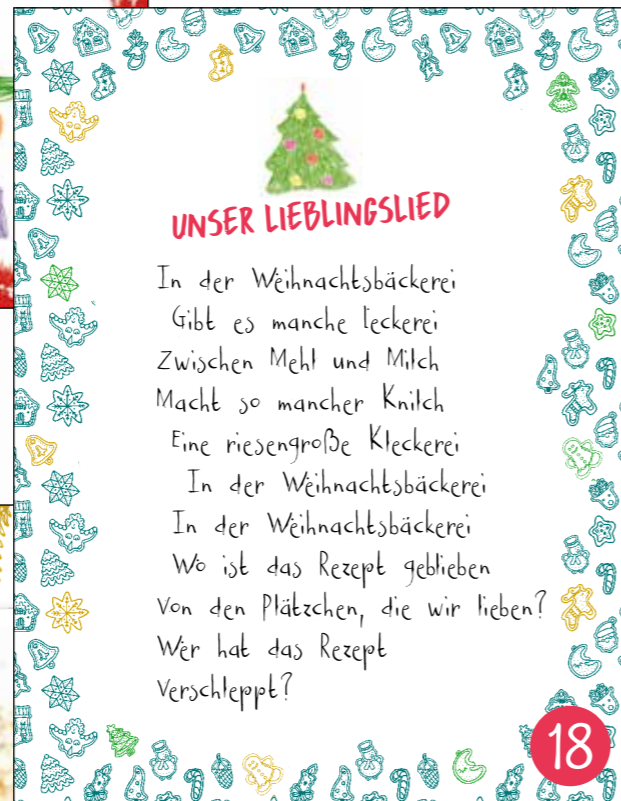 UNSER LIEBLINGSLIED
In der Weihnachtsbäckerei
Gibt es manche leckerei
Zwischen Mehl und Milch
Macht so mancher Knilch
Eine riesengroße Kleckerei
In der Weihnachtsbäckerei
In der Weihnachtsbäckerei
Wo ist das Rezept geblieben
Von den Plätzchen, die wir lieben?
Wer hat das Rezept
Verschleppt?
18